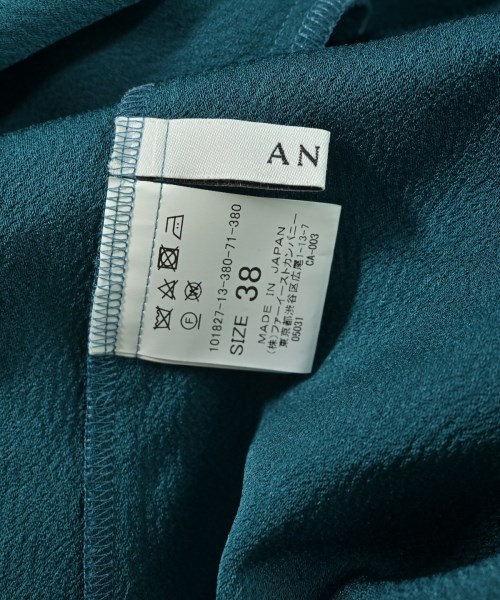 AN
101827-13-380-71-380
SIZE 38
MADE IN JAPAN
(株)ファーイーストカンパニー
東京都渋谷区広尾1-13-7
05031 CA-003